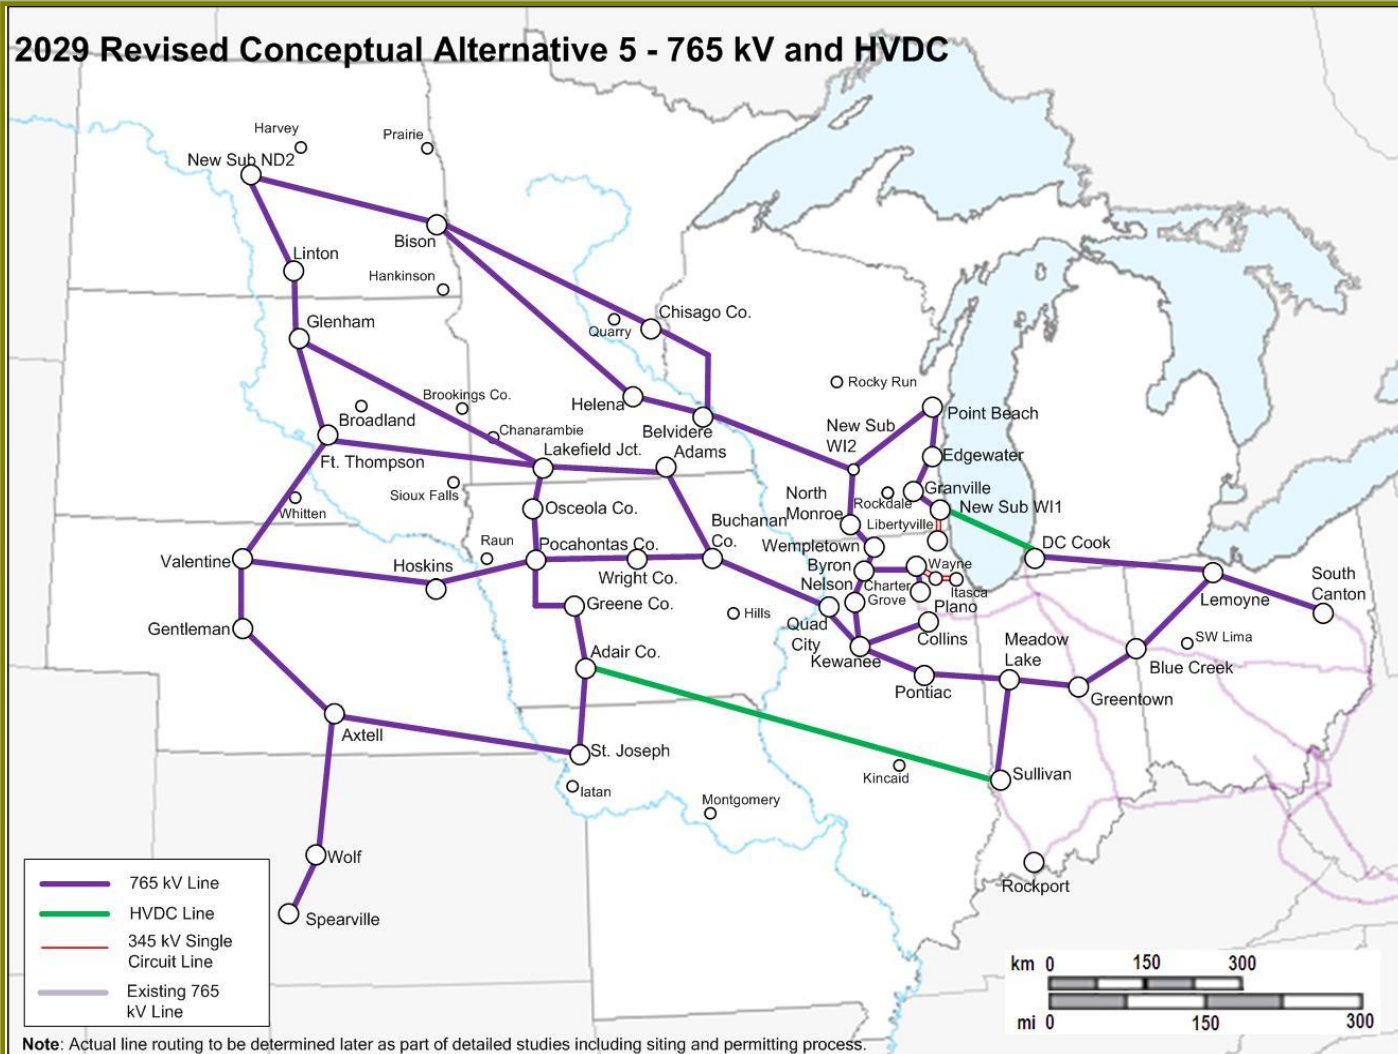 2029 Revised Conceptual Alternative 5 - 765 kV and HVDC
Harvey
Prairie
New Sub ND2
Bison
Linton
Hankinson
Glenham
Chisago Co.
Quarry
Rocky Run
Brookings Co.
Helena
Broadland
Belvidere
New Sub
WI2
Point Beach
Chanarambie
Lakefield Jct.
Adams
Ft. Thompson
Edgewater
Sioux Falls
Granville
Whitten
Osceola Co.
North
Monroe
Rockdale
New Sub WI1
Libertyville
Buchanan
Co.
Raun
Pocahontas Co.
Wempletown
DC Cook
Valentine
Hoskins
Wright Co.
Byron
Wayne
Nelson
Charter
Grove
Itasca
South
Canton
Lemoyne
Greene Co.
Hills
Plano
Gentleman
Quad
City
Collins
Meadow
Lake
SW Lima
Adair Co.
Kewanee
Blue Creek
Pontiac
Greentown
Axtell
St. Joseph
Sullivan
Kincaid
Iatan
Montgomery
Wolf
Rockport
Spearville
765 kV Line
HVDC Line
345 kV Single
Circuit Line
Existing 765
kV Line
km 0 150 300
mi 0 150 300
Note: Actual line routing to be determined later as part of detailed studies including siting and permitting process.